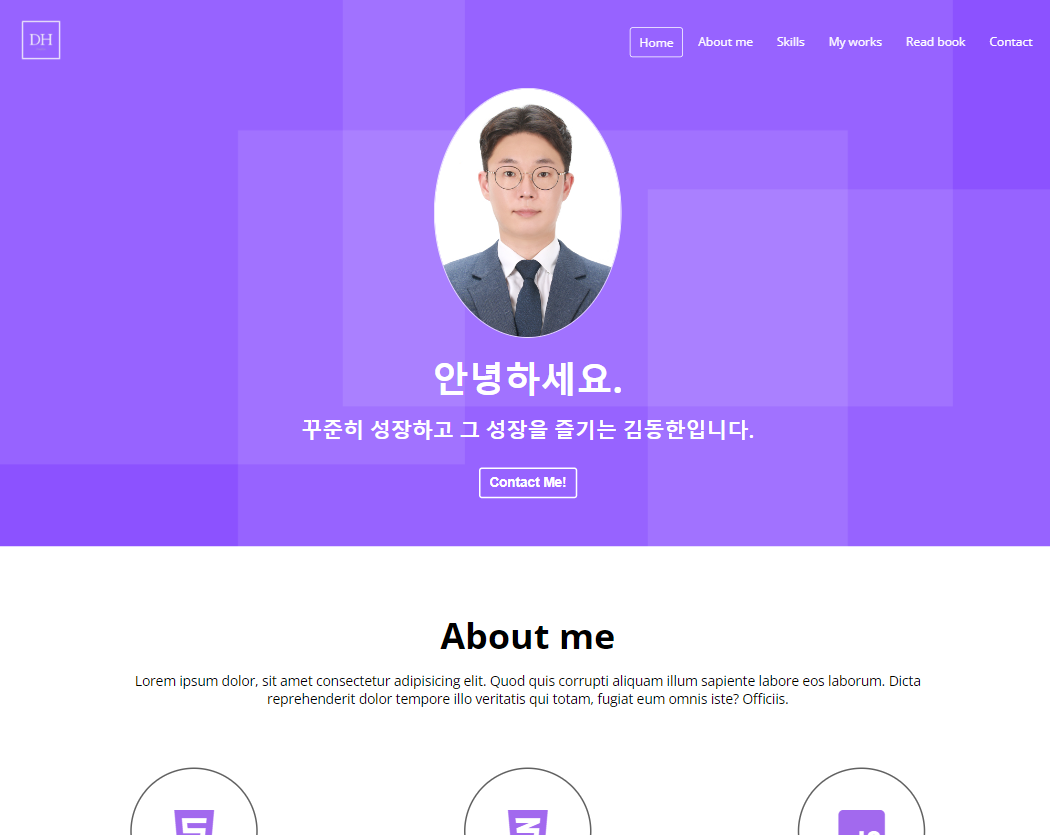 DH
Home About me Skills My works Read book Contact
안녕하세요.
꾸준히 성장하고 그 성장을 즐기는 김동한입니다.
Contact Me!
About me
Lorem ipsum dolor, sit amet consectetur adipisicing elit. Quod quis corrupti aliquam illum sapiente labore eos laborum. Dicta
reprehenderit dolor tempore illo veritatis qui totam, fugiat eum omnis iste? Officiis.